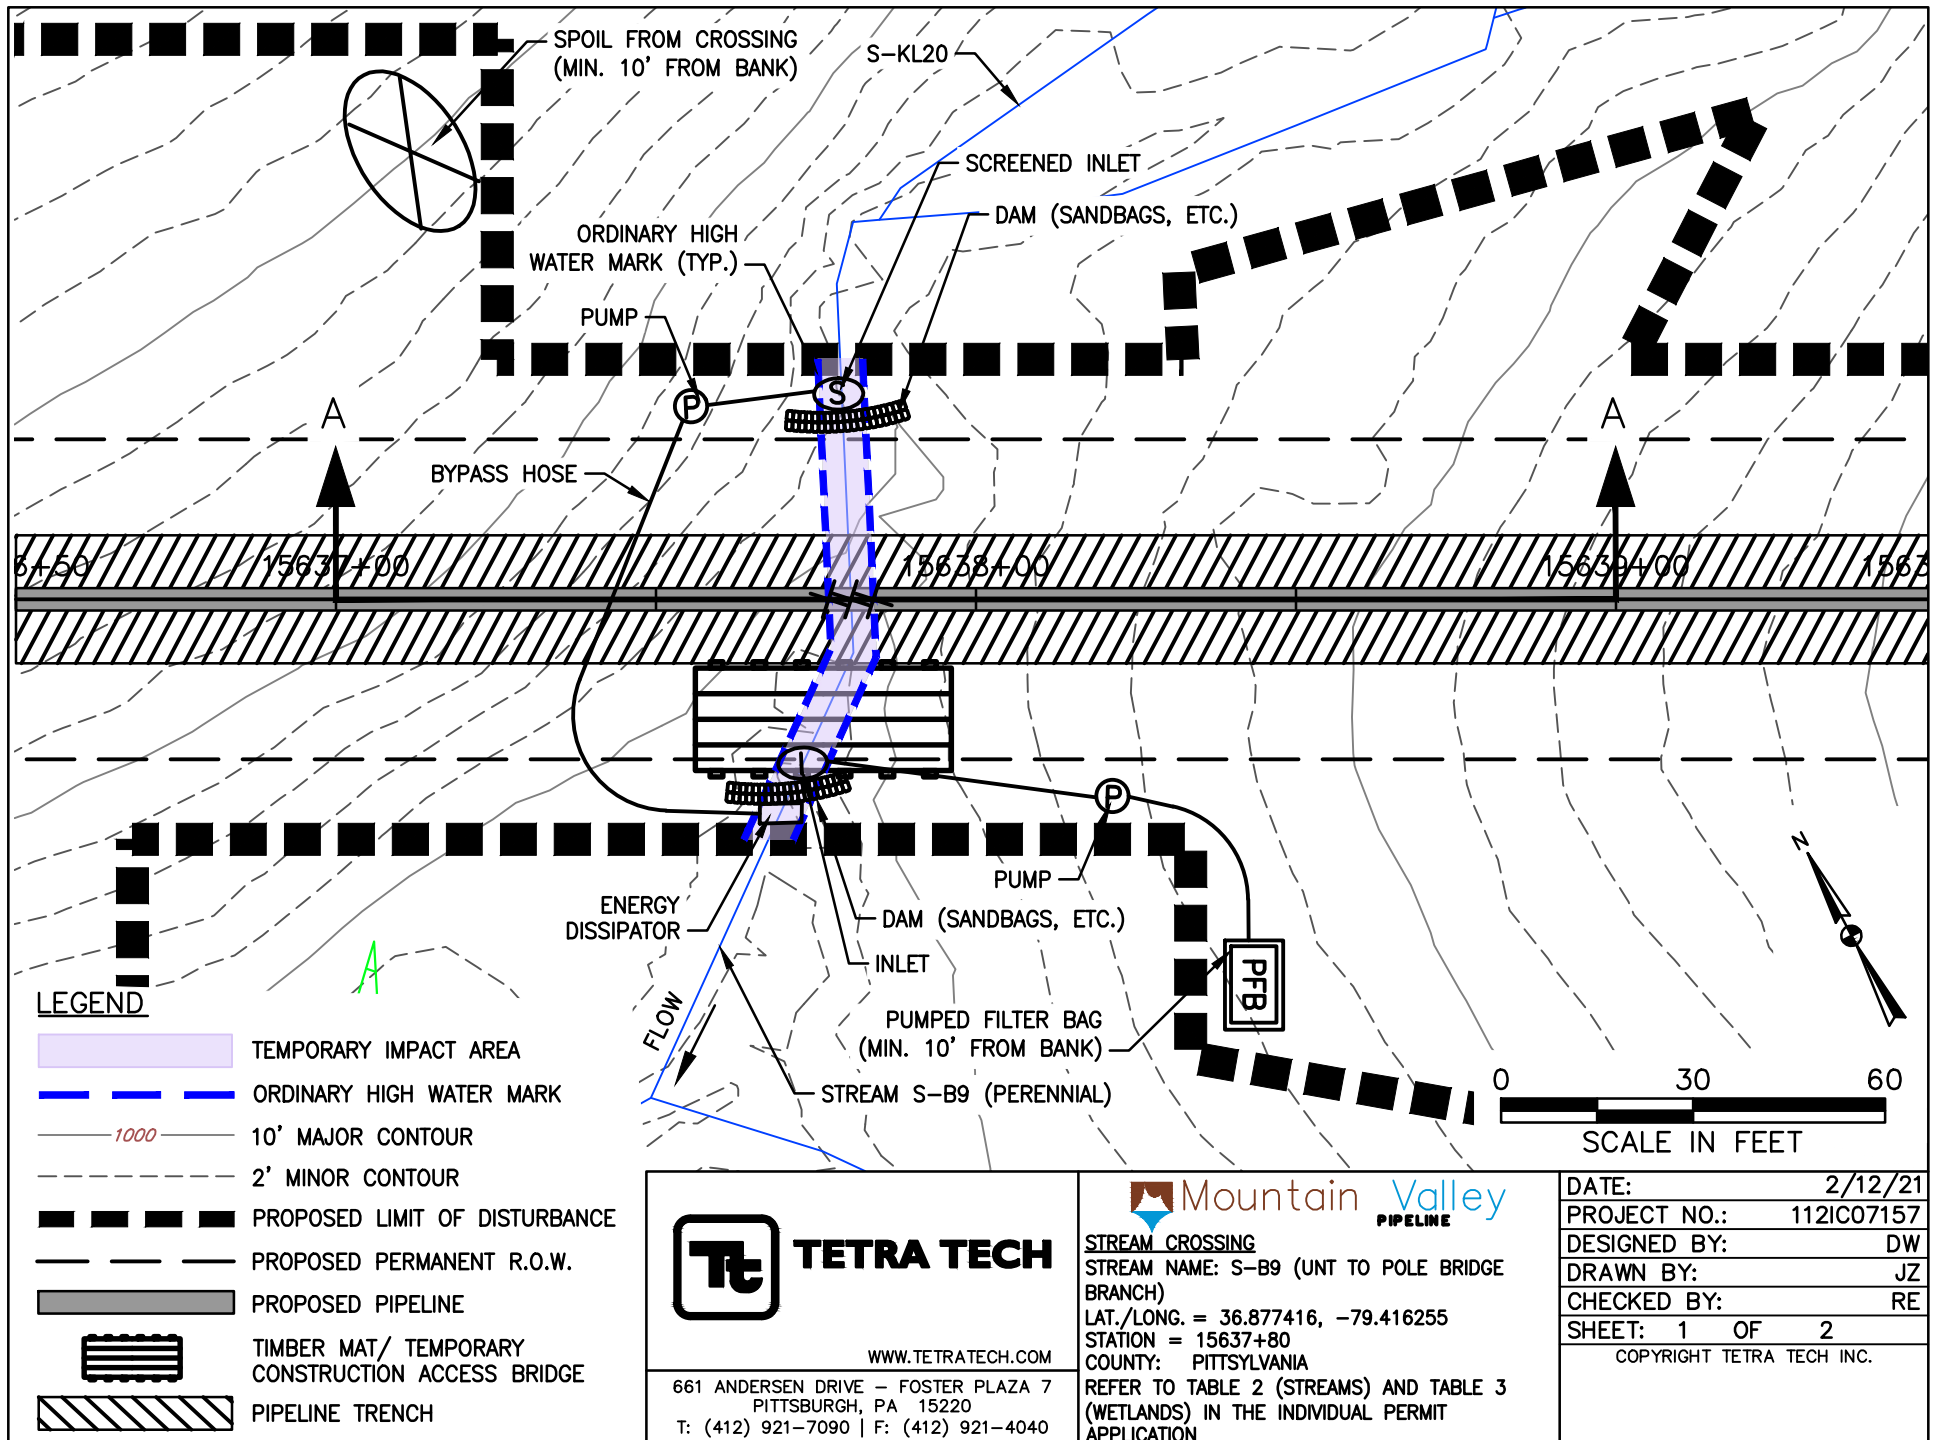 SPOIL FROM CROSSING
(MIN. 10' FROM BANK)
S-KL20
SCREENED INLET
DAM (SANDBAGS, ETC.)
ORDINARY HIGH
WATER MARK (TYP.)
PUMP
S
P
A
A
BYPASS HOSE
6+50
15637+00
15638+00
15639+00
1563
P
N
PUMP
ENERGY
DISSIPATOR
DAM (SANDBAGS, ETC.)
INLET
PFB
FLOW
PUMPED FILTER BAG
(MIN. 10' FROM BANK)
STREAM S-B9 (PERENNIAL)
0 30 60
SCALE IN FEET
A
LEGEND
TEMPORARY IMPACT AREA
ORDINARY HIGH WATER MARK
1000
10' MAJOR CONTOUR
2' MINOR CONTOUR
PROPOSED LIMIT OF DISTURBANCE
PROPOSED PERMANENT R.O.W.
PROPOSED PIPELINE
TIMBER MAT/ TEMPORARY
CONSTRUCTION ACCESS BRIDGE
PIPELINE TRENCH
Tt TETRA TECH
WWW.TETRATECH.COM
661 ANDERSEN DRIVE – FOSTER PLAZA 7
PITTSBURGH, PA 15220
T: (412) 921-7090 | F: (412) 921-4040
Mountain Valley
PIPELINE
STREAM CROSSING
STREAM NAME: S-B9 (UNT TO POLE BRIDGE
BRANCH)
LAT./LONG. = 36.877416, -79.416255
STATION = 15637+80
COUNTY: PITTSYLVANIA
REFER TO TABLE 2 (STREAMS) AND TABLE 3
(WETLANDS) IN THE INDIVIDUAL PERMIT
APPLICATION
DATE: 2/12/21
PROJECT NO.: 112IC07157
DESIGNED BY: DW
DRAWN BY: JZ
CHECKED BY: RE
SHEET: 1 OF 2
COPYRIGHT TETRA TECH INC.